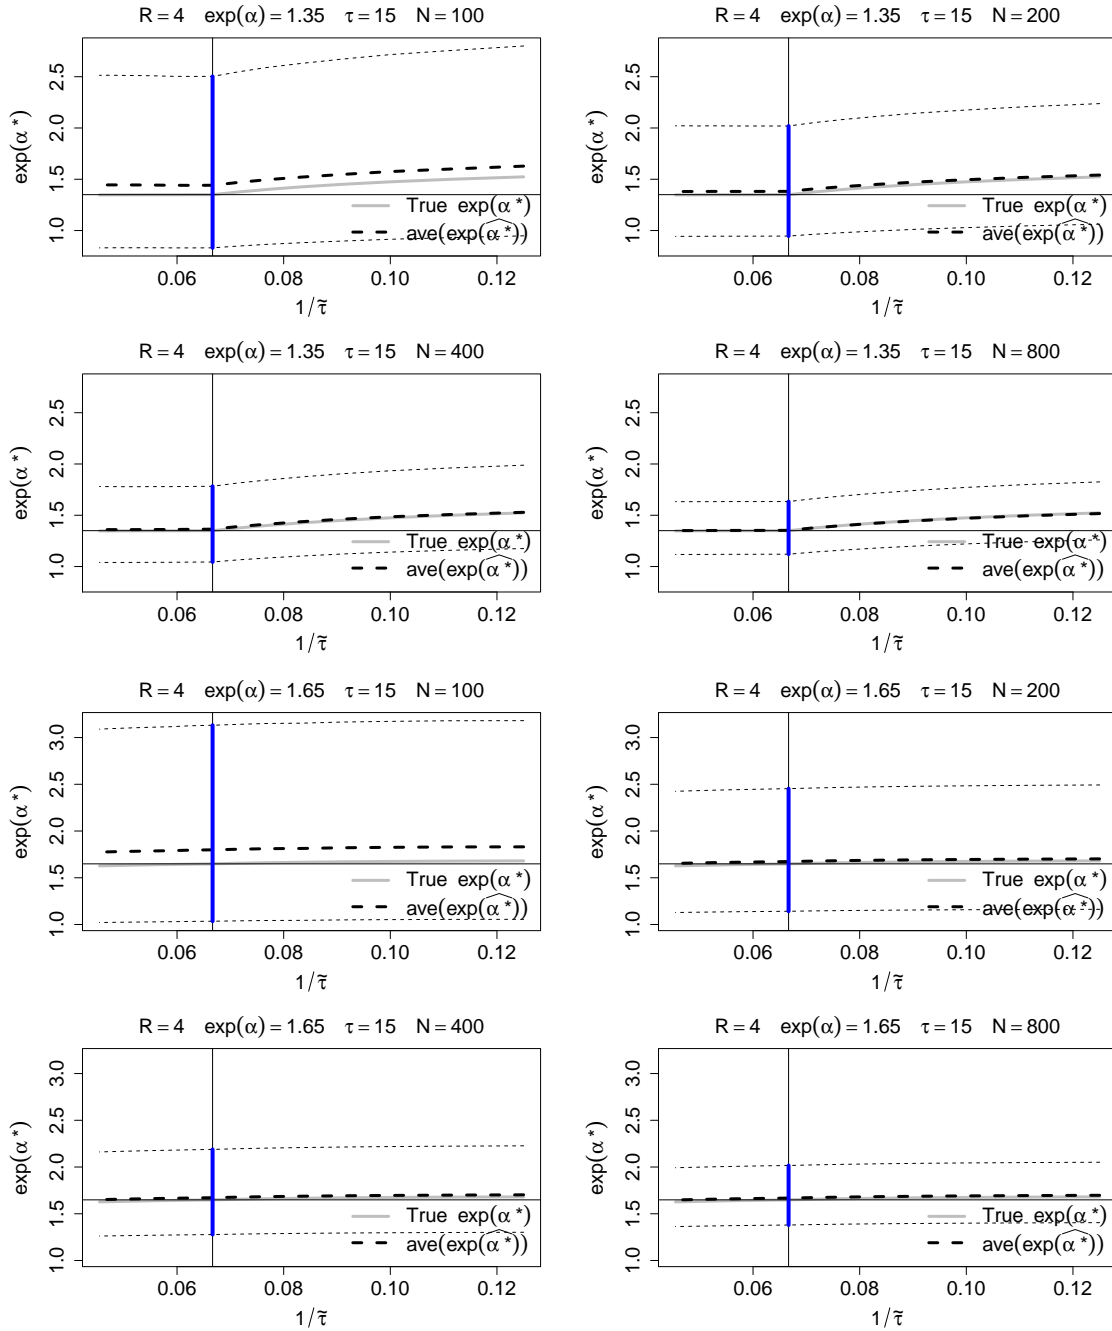 R = 4 exp(α) = 1.35 τ = 15 N = 100
exp(α*)
2.5
2.0
1.5
1.0
True exp(α*)
ave(exp(α̂*))
0.06 0.08 0.10 0.12
1/τ̃
R = 4 exp(α) = 1.35 τ = 15 N = 200
exp(α*)
2.5
2.0
1.5
1.0
True exp(α*)
ave(exp(α̂*))
0.06 0.08 0.10 0.12
1/τ̃
R = 4 exp(α) = 1.35 τ = 15 N = 400
exp(α*)
2.5
2.0
1.5
1.0
True exp(α*)
ave(exp(α̂*))
0.06 0.08 0.10 0.12
1/τ̃
R = 4 exp(α) = 1.35 τ = 15 N = 800
exp(α*)
2.5
2.0
1.5
1.0
True exp(α*)
ave(exp(α̂*))
0.06 0.08 0.10 0.12
1/τ̃
R = 4 exp(α) = 1.65 τ = 15 N = 100
exp(α*)
3.0
2.5
2.0
1.5
1.0
True exp(α*)
ave(exp(α̂*))
0.06 0.08 0.10 0.12
1/τ̃
R = 4 exp(α) = 1.65 τ = 15 N = 200
exp(α*)
3.0
2.5
2.0
1.5
1.0
True exp(α*)
ave(exp(α̂*))
0.06 0.08 0.10 0.12
1/τ̃
R = 4 exp(α) = 1.65 τ = 15 N = 400
exp(α*)
3.0
2.5
2.0
1.5
1.0
True exp(α*)
ave(exp(α̂*))
0.06 0.08 0.10 0.12
1/τ̃
R = 4 exp(α) = 1.65 τ = 15 N = 800
exp(α*)
3.0
2.5
2.0
1.5
1.0
True exp(α*)
ave(exp(α̂*))
0.06 0.08 0.10 0.12
1/τ̃